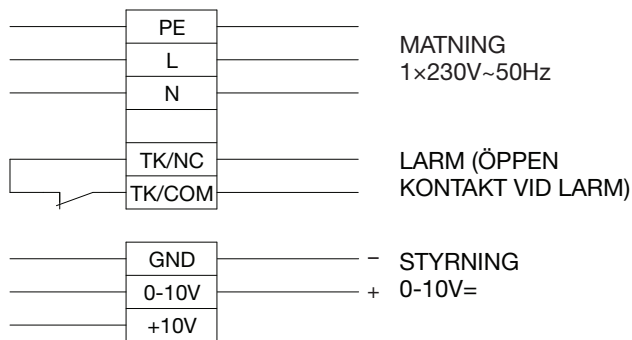 PE
L
N
MATNING
1×230V~50Hz
TK/NC
TK/COM
LARM (ÖPPEN
KONTAKT VID LARM)
GND
0-10V
+10V
–
+
STYRNING
0-10V=